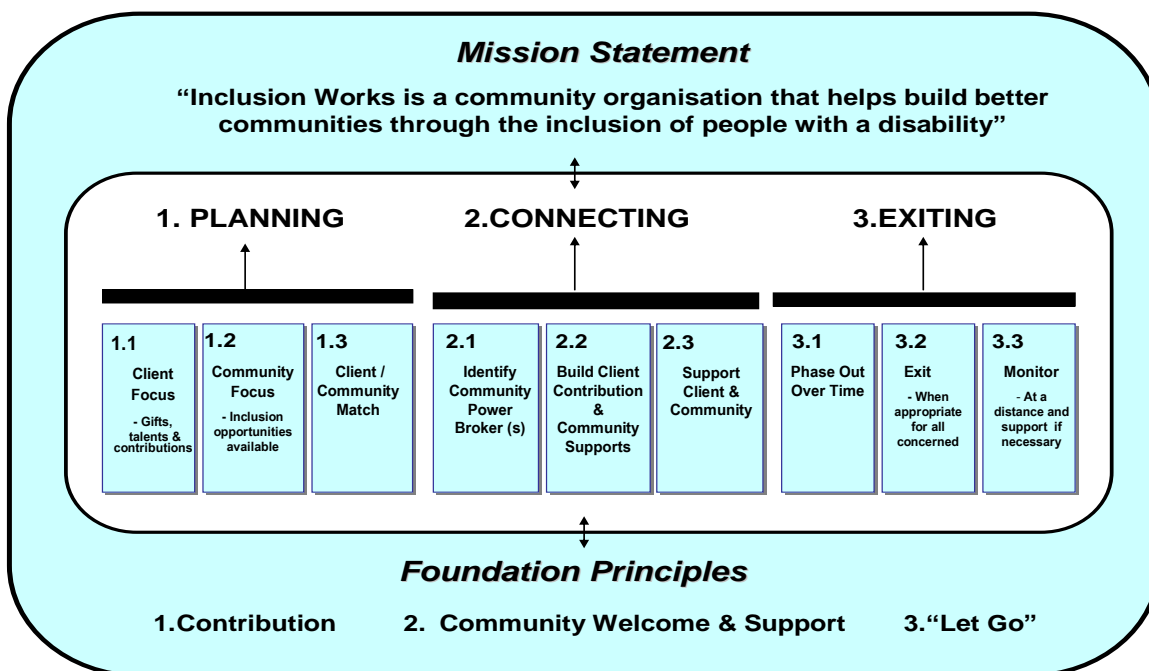 Mission Statement
“Inclusion Works is a community organisation that helps build better
communities through the inclusion of people with a disability”
1. PLANNING
2.CONNECTING
3.EXITING
1.1
Client
Focus
- Gifts,
talents &
contributions
1.2
Community
Focus
- Inclusion
opportunities
available
1.3
Client /
Community
Match
2.1
Identify
Community
Power
Broker (s)
2.2
Build Client
Contribution
&
Community
Supports
2.3
Support
Client &
Community
3.1
Phase Out
Over Time
3.2
Exit
- When
appropriate
for all
concerned
3.3
Monitor
- At a
distance and
support if
necessary
Foundation Principles
1.Contribution
2. Community Welcome & Support
3.“Let Go”